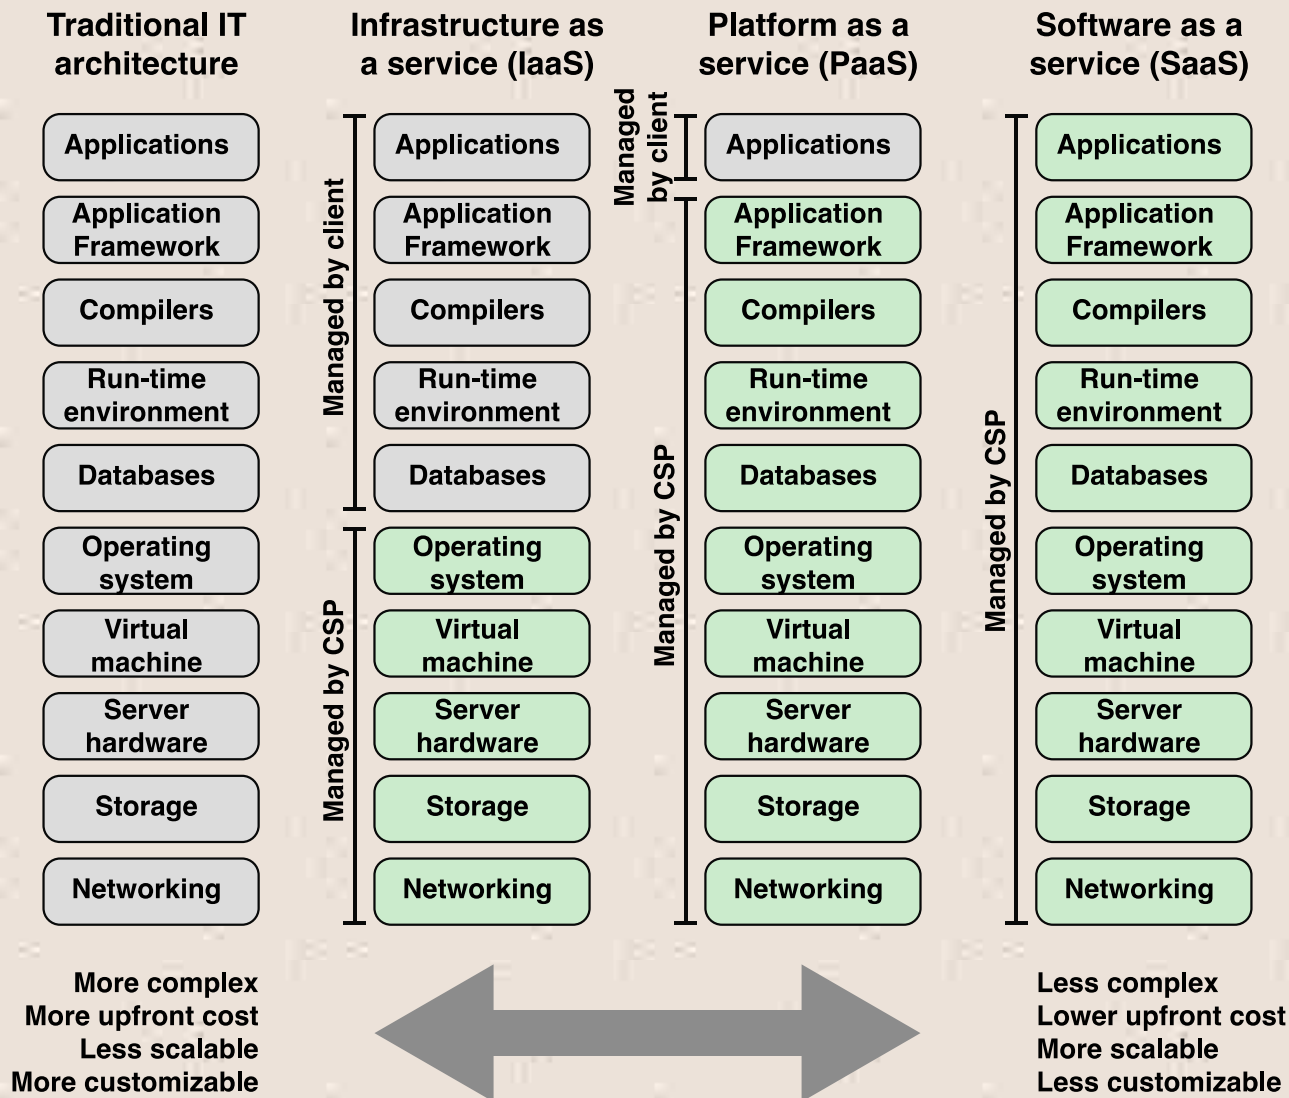 Traditional IT
architecture
Applications
Application
Framework
Compilers
Run-time
environment
Databases
Operating
system
Virtual
machine
Server
hardware
Storage
Networking
Infrastructure as
a service (IaaS)
Managed by client
Managed by CSP
Applications
Application
Framework
Compilers
Run-time
environment
Databases
Operating
system
Virtual
machine
Server
hardware
Storage
Networking
Platform as a
service (PaaS)
Managed
by client
Managed by CSP
Applications
Application
Framework
Compilers
Run-time
environment
Databases
Operating
system
Virtual
machine
Server
hardware
Storage
Networking
Software as a
service (SaaS)
Managed by CSP
Applications
Application
Framework
Compilers
Run-time
environment
Databases
Operating
system
Virtual
machine
Server
hardware
Storage
Networking
More complex
More upfront cost
Less scalable
More customizable
Less complex
Lower upfront cost
More scalable
Less customizable